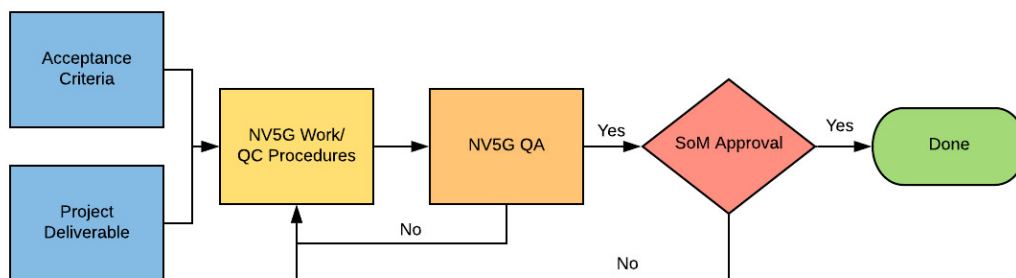 Acceptance
Criteria
Project
Deliverable
NV5G Work/
QC Procedures
NV5G QA
Yes
SoM Approval
Yes
Done
No
No